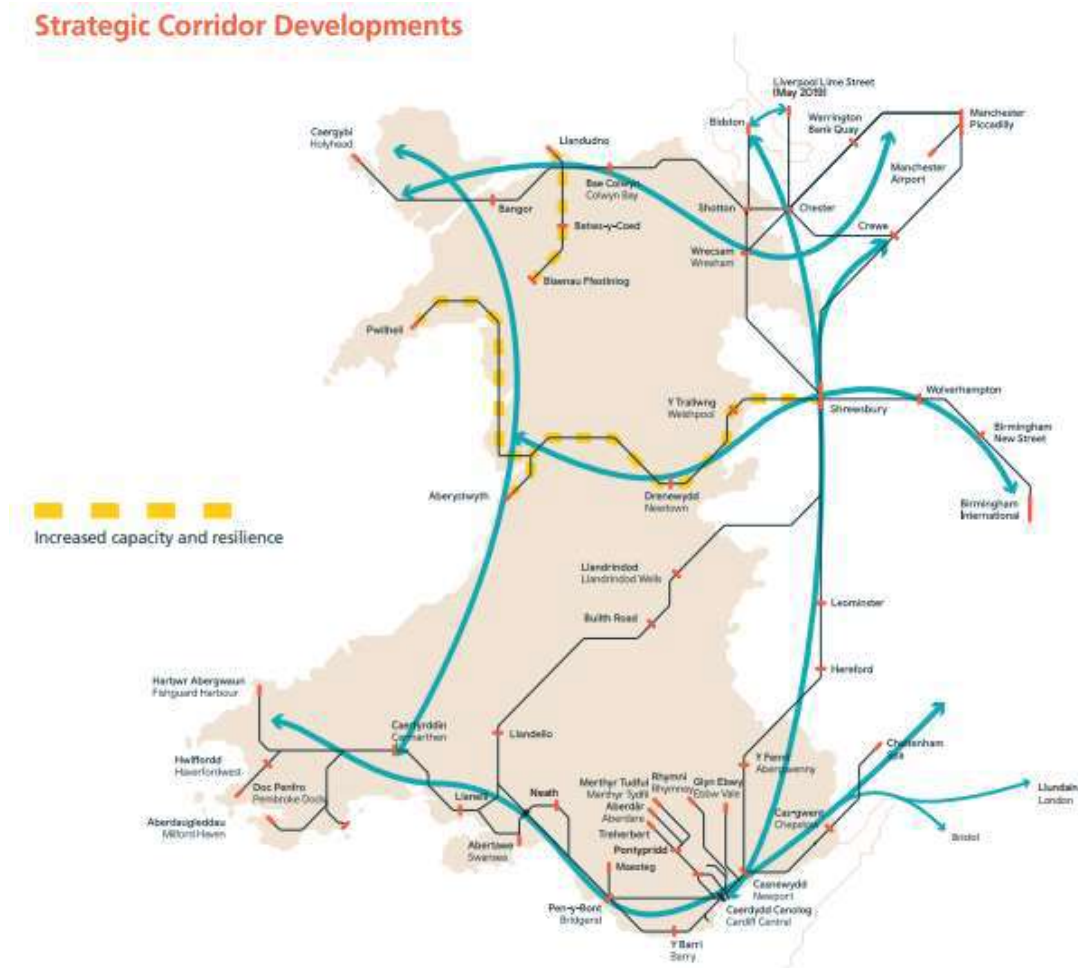 Strategic Corridor Developments
Liverpool Lime Street
(May 2019)
Bidston
Warrington
Bank Quay
Manchester
Piccadilly
Caergybi
Holyhead
Llandudno
Manchester
Airport
Bae Colwyn
Colwyn Bay
Bangor
Shotton
Chester
Betws-y-Coed
Crewe
Wrecsam
Wrexham
Blaenau Ffestiniog
Pwllheli
Y Trallwng
Welshpool
Wolverhampton
Shrewsbury
Birmingham
New Street
Aberystwyth
Drenewydd
Newtown
Birmingham
International
Increased capacity and resilience
Llandrindod
Llandrindod Wells
Builth Road
Leominster
Hereford
Harbwr Abergwaun
Fishguard Harbour
Caerfyrddin
Carmarthen
Llandeilo
Hwlffordd
Haverfordwest
Doc Penfro
Pembroke Dock
Aberdaugleddau
Milford Haven
Llanelli
Neath
Abertawe
Swansea
Merthyr Tudful
Merthyr Tydfil
Rhymni
Rhymney
Glyn Ebwy
Ebbw Vale
Y Fenni
Abergavenny
Cheltenham
Spa
Aberdâr
Aberdare
Treherbert
Pontypridd
Maesteg
Cas-gwent
Chepstow
Llundain
London
Bristol
Pen-y-Bont
Bridgend
Casnewydd
Newport
Caerdydd Canolog
Cardiff Central
Y Barri
Barry